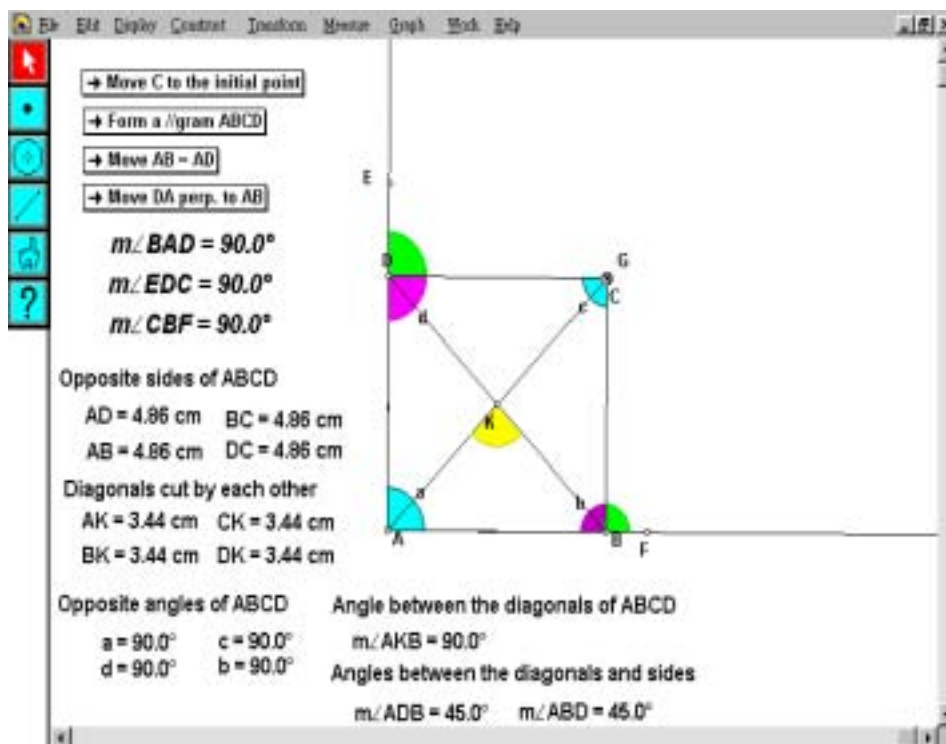 File Edit Display Construct Transform Measure Graph Work Help
→ Move C to the initial point
→ Form a //gram ABCD
→ Move AB = AD
→ Move DA perp. to AB
m∠BAD = 90.0°
m∠EDC = 90.0°
m∠CBF = 90.0°
E
D
G
C
d
c
K
a
b
A
B
F
Opposite sides of ABCD
AD = 4.86 cm BC = 4.86 cm
AB = 4.86 cm DC = 4.86 cm
Diagonals cut by each other
AK = 3.44 cm CK = 3.44 cm
BK = 3.44 cm DK = 3.44 cm
Opposite angles of ABCD
a = 90.0° c = 90.0°
d = 90.0° b = 90.0°
Angle between the diagonals of ABCD
m∠AKB = 90.0°
Angles between the diagonals and sides
m∠ADB = 45.0° m∠ABD = 45.0°
?